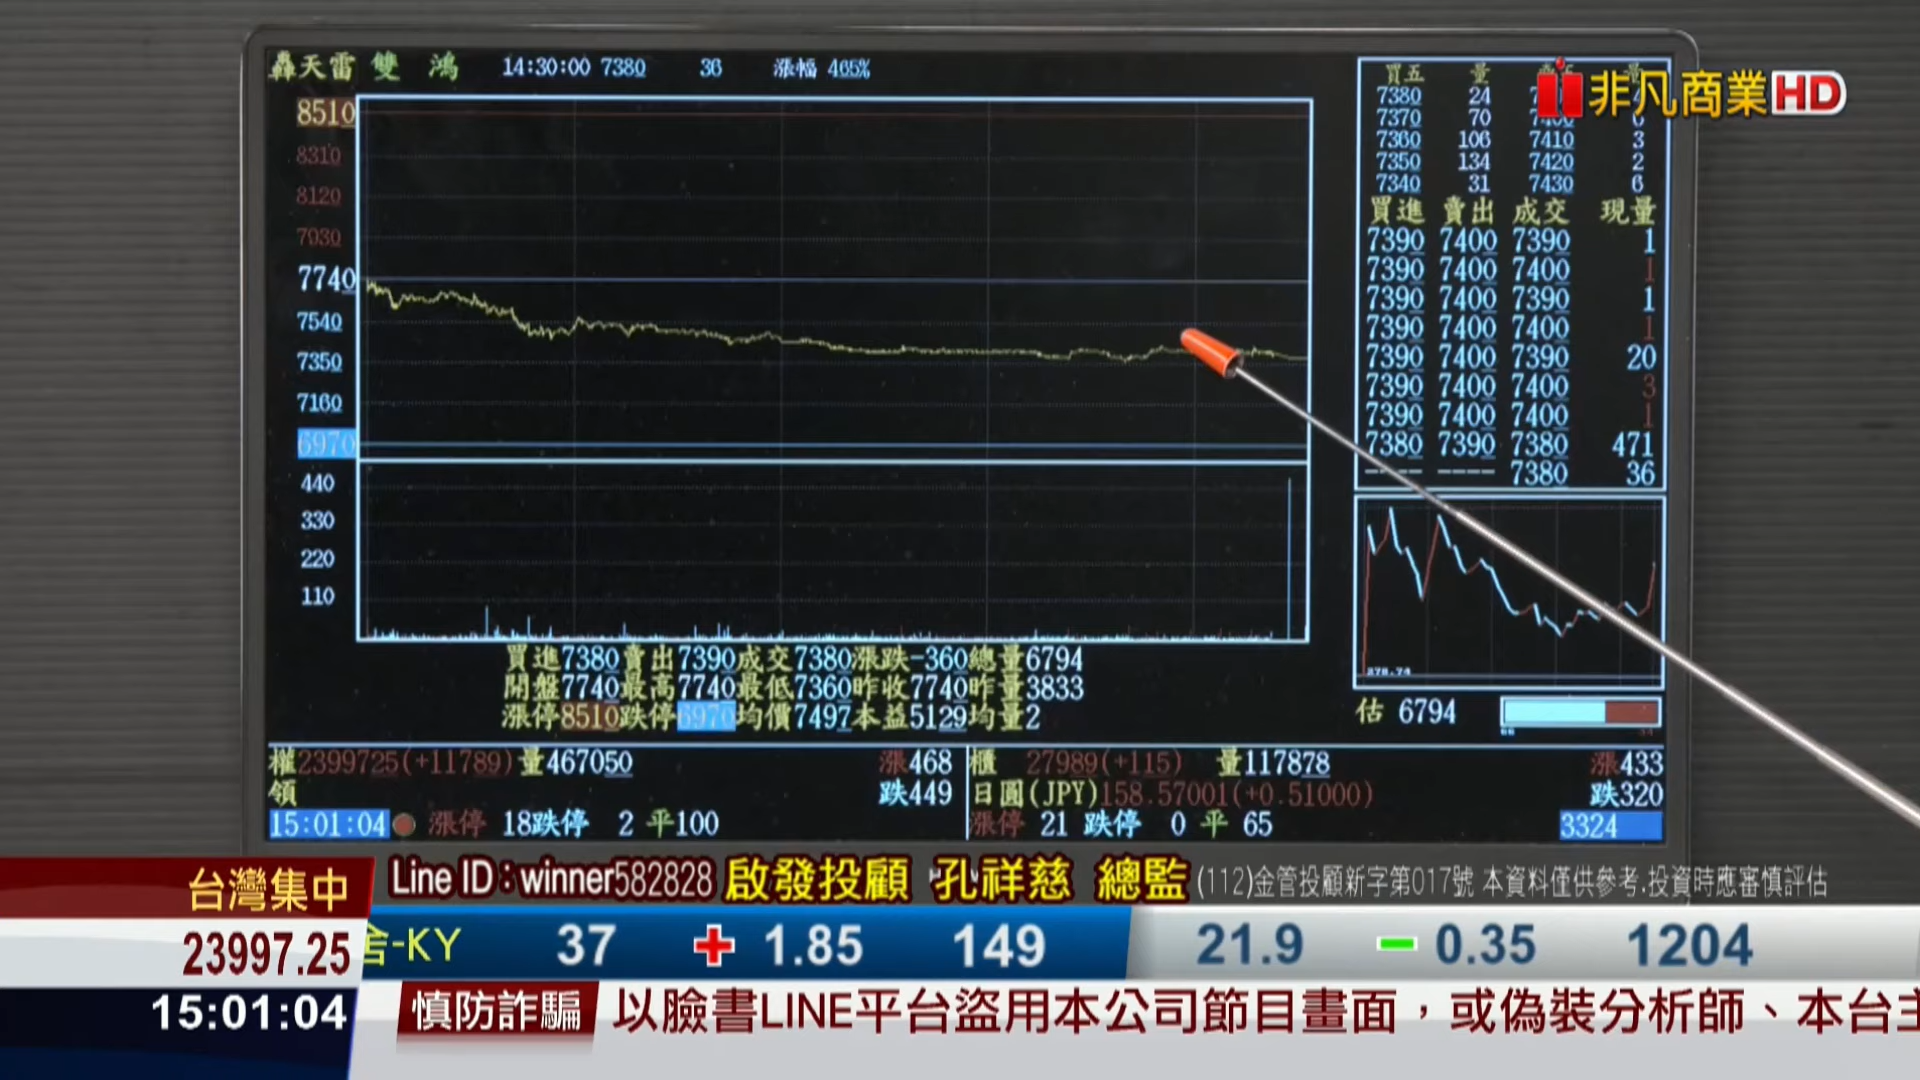 轟天雷 雙 鴻 14:30:00 7380 36 漲幅 4.65%
非凡商業HD
8510
8310
8120
7930
7740
7540
7350
7160
6970
440
330
220
110
買五 量
7380 24
7370 70 7400 6
7360 106 7410 3
7350 134 7420 2
7340 31 7430 6
買進 賣出 成交 現量
7390 7400 7390 1
7390 7400 7400 1
7390 7400 7390 1
7390 7400 7400 1
7390 7400 7390 20
7390 7400 7400 3
7390 7400 7400 1
7380 7390 7380 471
---- ---- 7380 36
278.74
估 6794
66 34
買進7380賣出7390成交7380漲跌-360總量6794
開盤7740最高7740最低7360昨收7740昨量3833
漲停8510跌停6970均價7497本益5129均量2
權2399725(+11789)量467050 漲468
領 跌449
15:01:04 漲停 18跌停 2 平100
櫃 27989(+115) 量117878 漲433
日圓(JPY)158.57001(+0.51000) 跌320
漲停 21 跌停 0 平 65 3324
台灣集中
23997.25
15:01:04
Line ID：winner582828 啟發投顧 孔祥慈 總監 (112)金管投顧新字第017號 本資料僅供參考.投資時應審慎評估
-KY 37 + 1.85 149 21.9 - 0.35 1204
慎防詐騙 以臉書LINE平台盜用本公司節目畫面，或偽裝分析師、本台